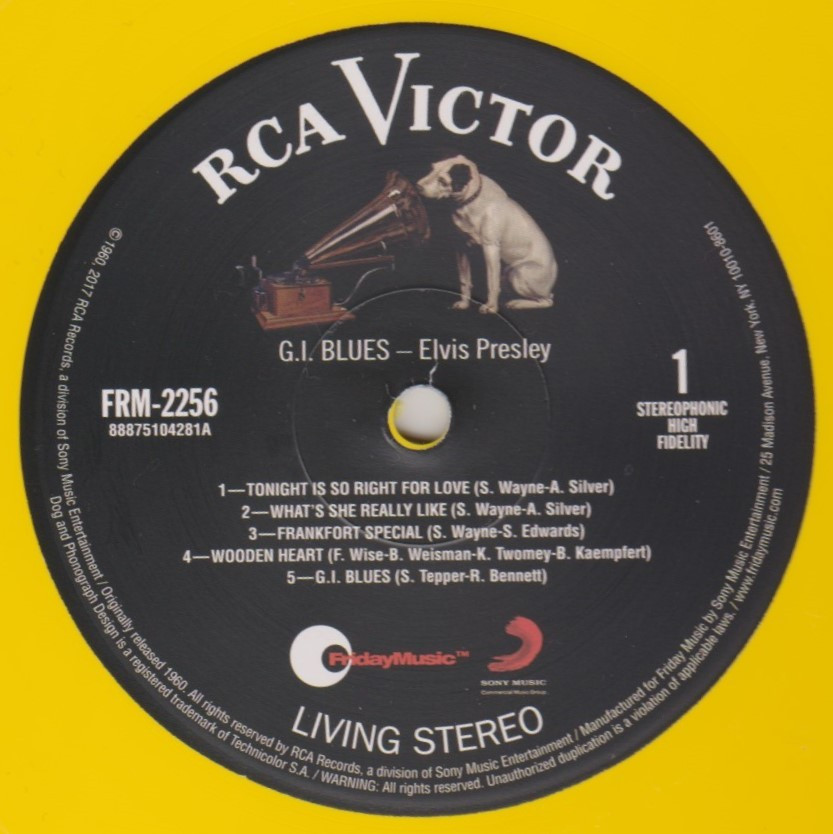 RCA VICTOR
G.I. BLUES – Elvis Presley
FRM-2256
88875104281A
1
STEREOPHONIC
HIGH
FIDELITY
1—TONIGHT IS SO RIGHT FOR LOVE (S. Wayne-A. Silver)
2—WHAT'S SHE REALLY LIKE (S. Wayne-A. Silver)
3—FRANKFORT SPECIAL (S. Wayne-S. Edwards)
4—WOODEN HEART (F. Wise-B. Weisman-K. Twomey-B. Kaempfert)
5—G.I. BLUES (S. Tepper-R. Bennett)
FridayMusic™
SONY MUSIC
Commercial Music Group
LIVING STEREO
©1960, 2017 RCA Records, a division of Sony Music Entertainment / Originally released 1960. All rights reserved by RCA Records, a division of Sony Music Entertainment / Manufactured for Friday Music by Sony Music Entertainment / 25 Madison Avenue, New York, NY 10010-8601
Dog and Phonograph Design is a registered trademark of Technicolor S.A. / WARNING: All rights reserved. Unauthorized duplication is a violation of applicable laws. / www.fridaymusic.com